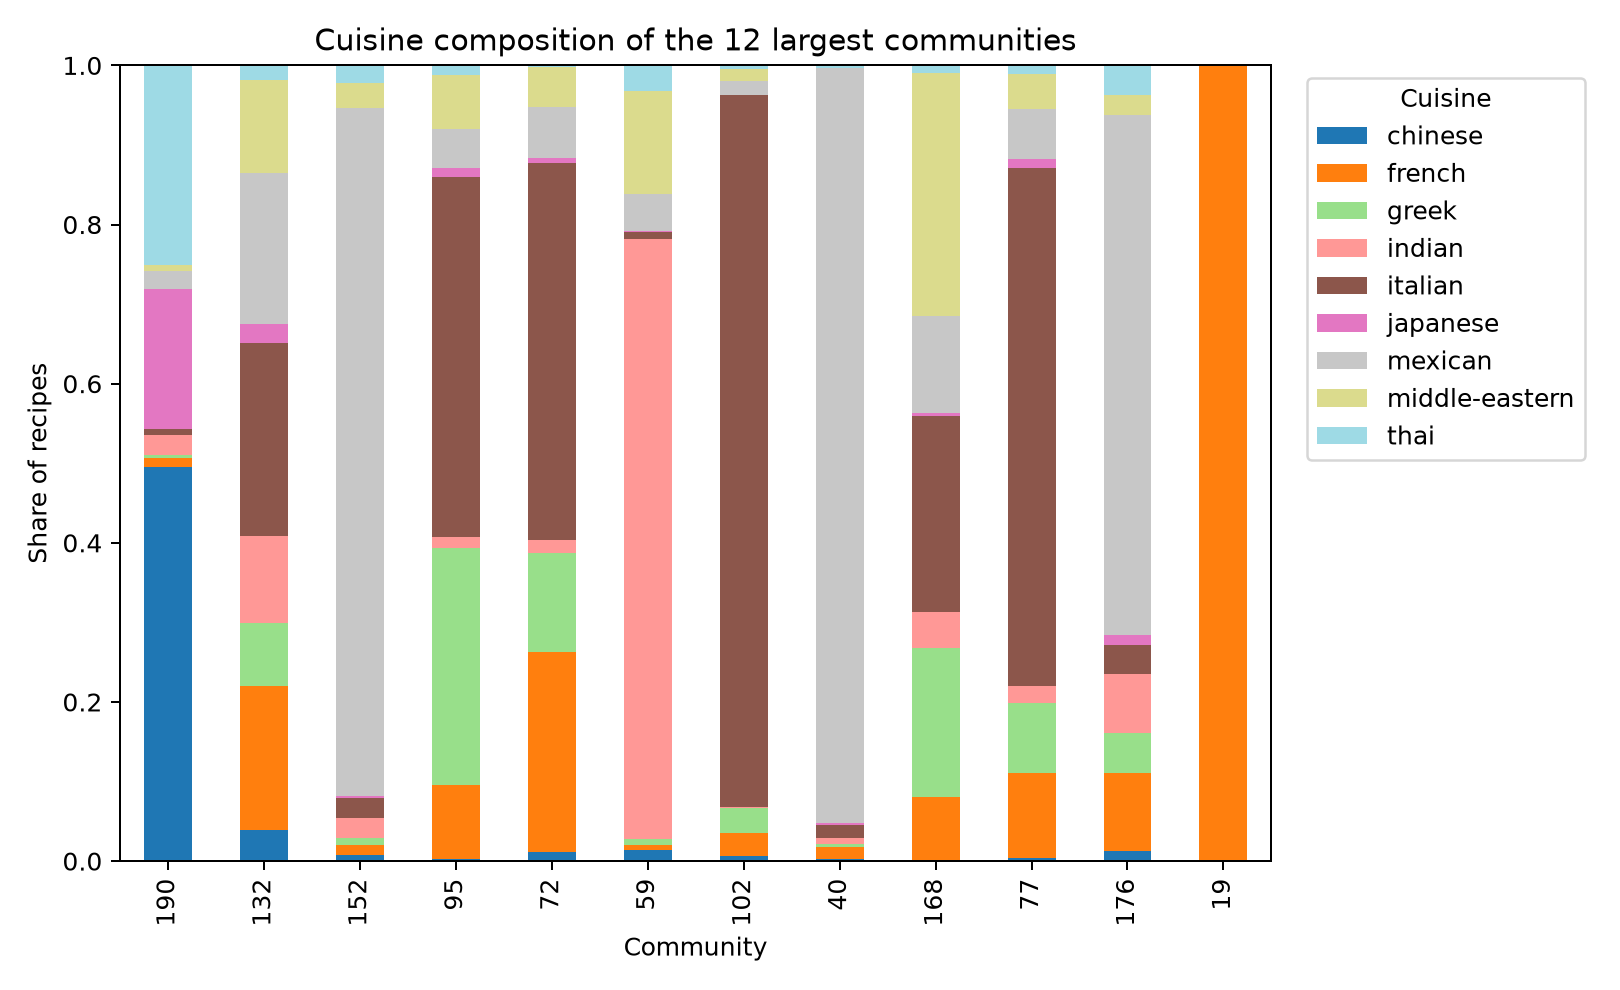 Cuisine composition of the 12 largest communities
1.0
0.8
0.6
0.4
0.2
0.0
Share of recipes
190
132
152
95
72
59
102
40
168
77
176
19
Community
Cuisine
chinese
french
greek
indian
italian
japanese
mexican
middle-eastern
thai